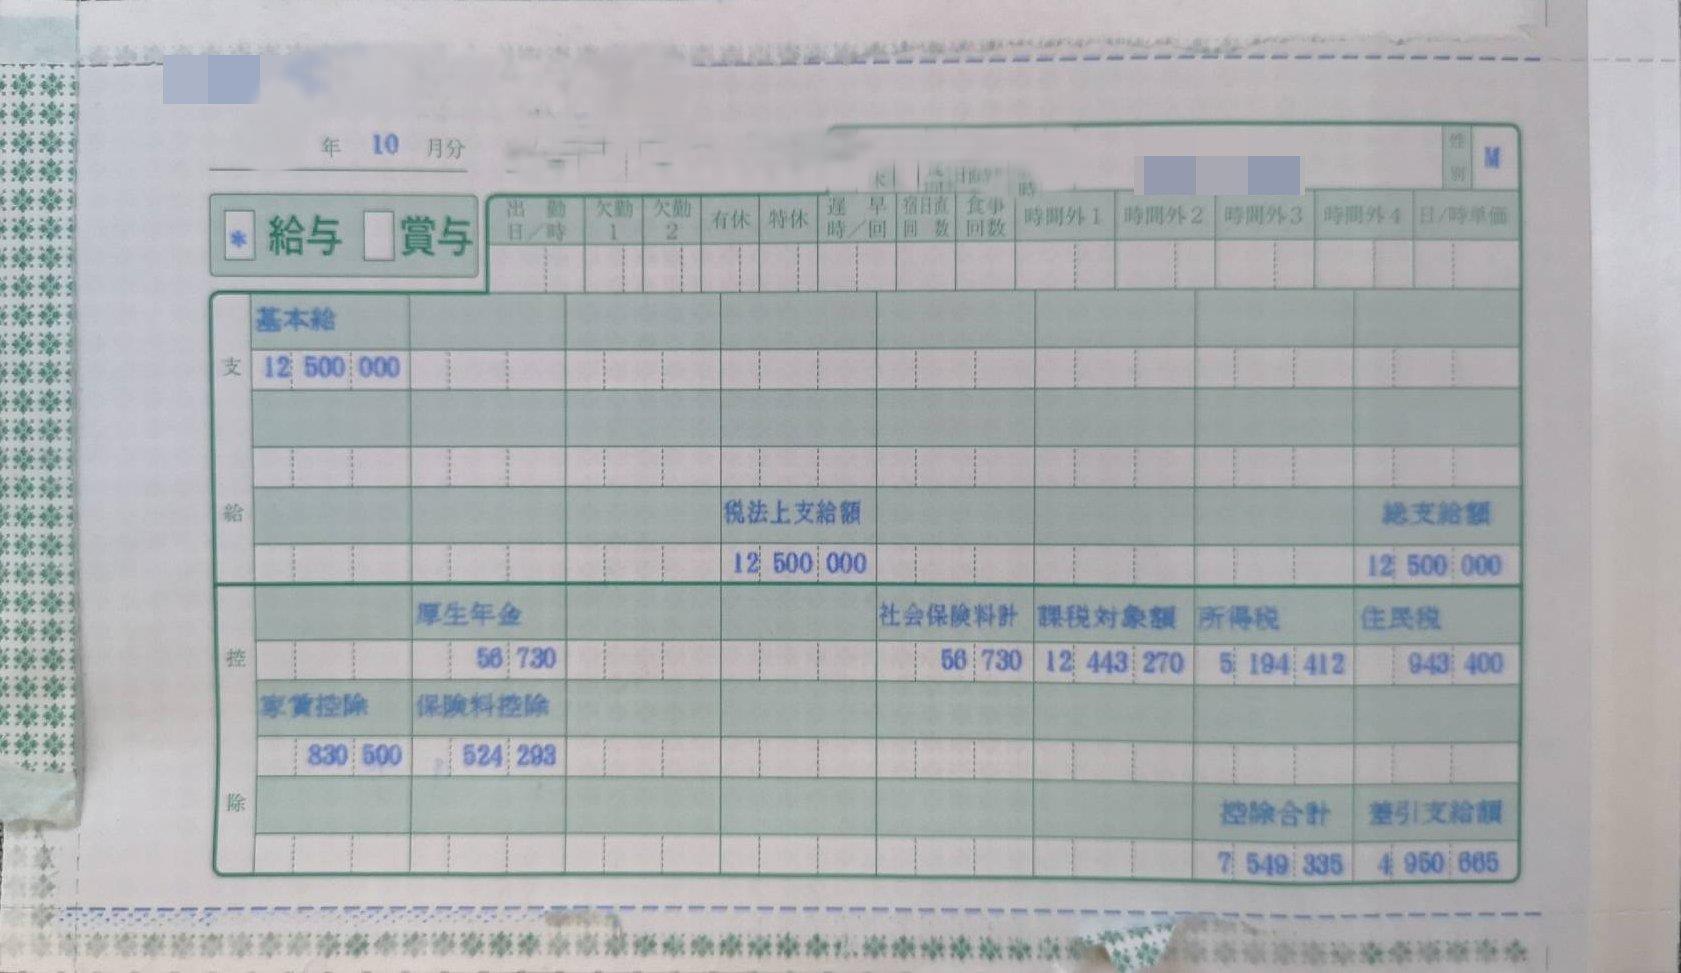 年 10 月分
性別 M
* 給与 賞与
出勤 日/時 欠勤 1 欠勤 2 有休 特休 遅早 時/回 宿日直 回数 食事 回数 時間外1 時間外2 時間外3 時間外4 日/時単価
支給
基本給
12 500 000
税法上支給額 総支給額
12 500 000 12 500 000
控除
厚生年金 社会保険料計 課税対象額 所得税 住民税
56 730 56 730 12 443 270 5 194 412 943 400
家賃控除 保険料控除
830 500 524 293
控除合計 差引支給額
7 549 335 4 950 665